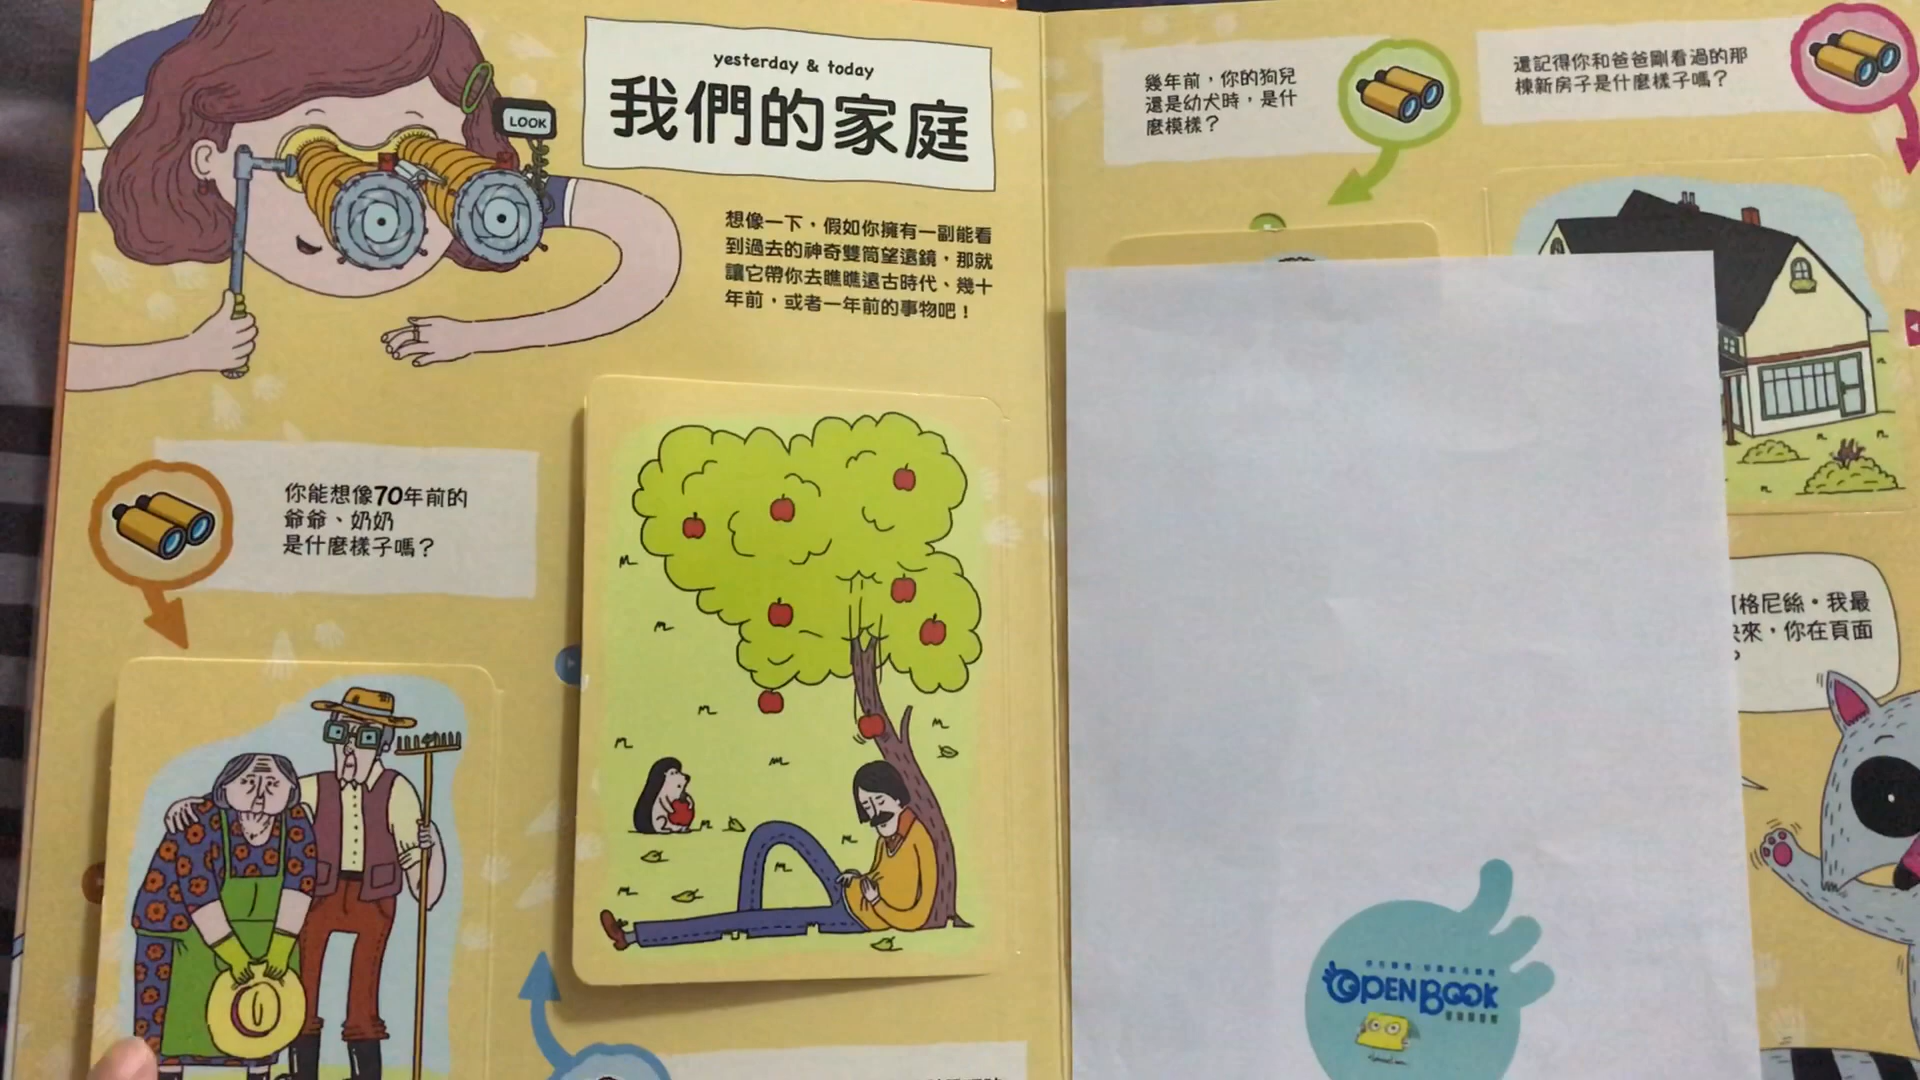 yesterday & today
我們的家庭
LOOK
想像一下，假如你擁有一副能看
到過去的神奇雙筒望遠鏡，那就
讓它帶你去瞧瞧遠古時代、幾十
年前，或者一年前的事物吧！
你能想像70年前的
爺爺、奶奶
是什麼樣子嗎？
幾年前，你的狗兒
還是幼犬時，是什
麼模樣？
還記得你和爸爸剛看過的那
棟新房子是什麼樣子嗎？
格尼絲。我最
來，你在頁面
OPENBOOK